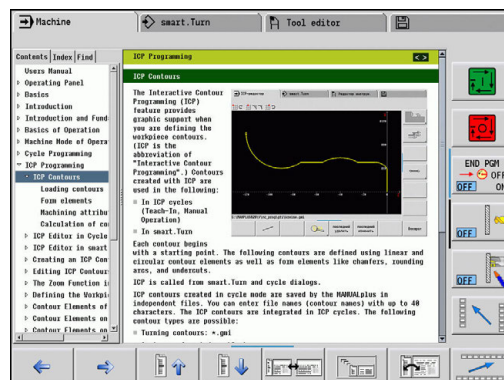 Machine
smart.Turn
Tool editor
Contents Index Find
Users Manual
Operating Panel
Basics
Introduction
Introduction and Fund
Basics of Operation
Machine Mode of Opera
Cycle Programming
ICP Programming
ICP Contours
Loading contours
Form elements
Machining attribu
Calculation of co
ICP Editor in Cycle
ICP Editor in smart
Creating an ICP Con
Editing ICP Contour
The Zoom Function i
Defining the Workpi
Contour Elements of
Contour Elements on
Contour Elements on
ICP Programming
ICP Contours
The Interactive Contour
Programming (ICP)
feature provides
graphic support when
you are defining the
workpiece contours.
(ICP is the
abbreviation of
"Interactive Contour
Programming".) Contours
created with ICP are
used in the following:
In ICP cycles
(Teach-In, Manual
Operation)
In smart.Turn
Each contour begins
with a starting point. The following contours are defined using linear and
circular contour elements as well as form elements like chamfers, rounding
arcs, and undercuts.
ICP is called from smart.Turn and cycle dialogs.
ICP contours created in cycle mode are saved by the MANUALplus in
independent files. You can enter file names (contour names) with up to 40
characters. The ICP contours are integrated in ICP cycles. The following
contour types are possible:
Turning contours: *.gmi
smart.Turn
END PGM
OFF
OFF ON
OFF
OFF